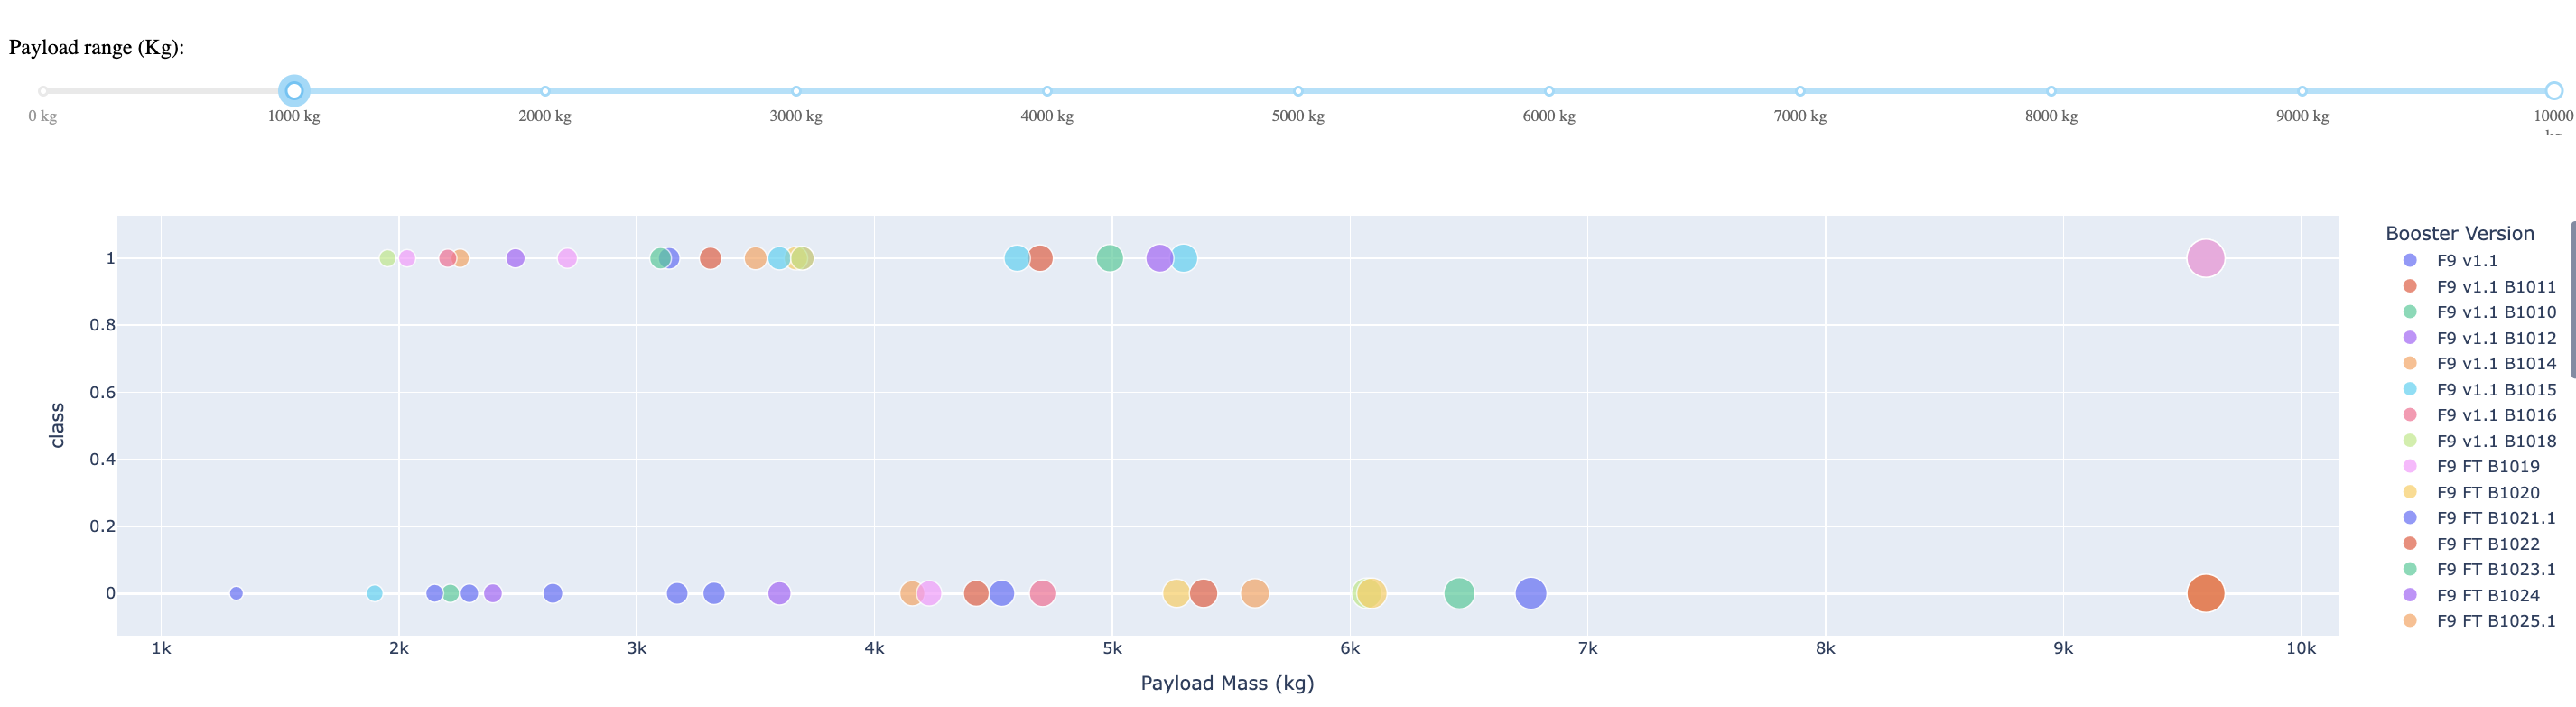 Payload range (Kg):
0 kg 1000 kg 2000 kg 3000 kg 4000 kg 5000 kg 6000 kg 7000 kg 8000 kg 9000 kg 10000
Booster Version
F9 v1.1
F9 v1.1 B1011
F9 v1.1 B1010
F9 v1.1 B1012
F9 v1.1 B1014
F9 v1.1 B1015
F9 v1.1 B1016
F9 v1.1 B1018
F9 FT B1019
F9 FT B1020
F9 FT B1021.1
F9 FT B1022
F9 FT B1023.1
F9 FT B1024
F9 FT B1025.1
1
0.8
0.6
0.4
0.2
0
class
1k 2k 3k 4k 5k 6k 7k 8k 9k 10k
Payload Mass (kg)